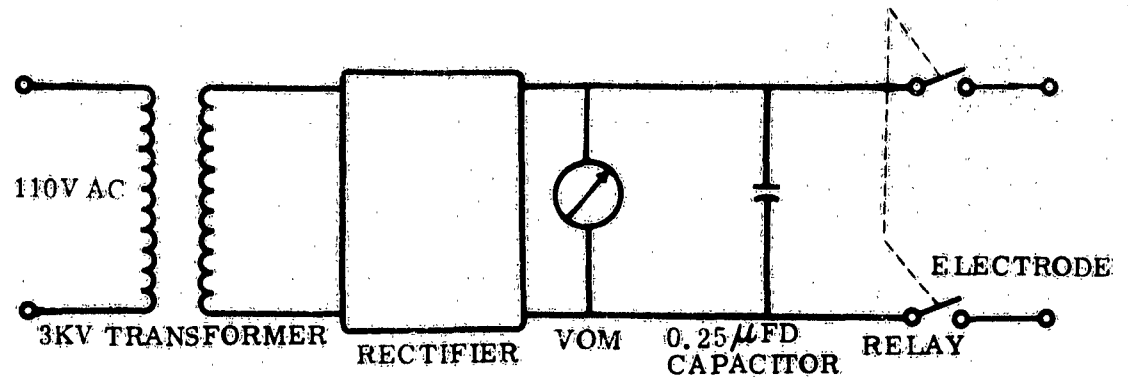 110V AC
ELECTRODE
3KV TRANSFORMER
RECTIFIER
VOM
0.25µFD
CAPACITOR
RELAY